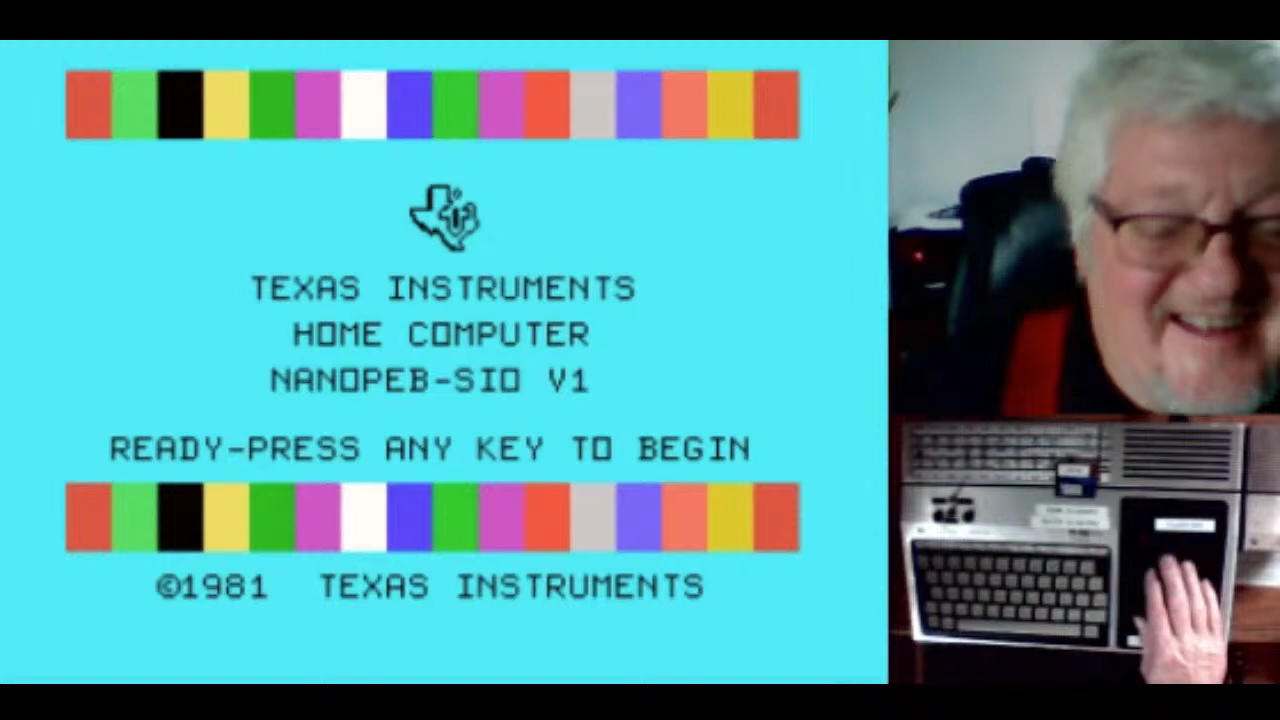 TEXAS INSTRUMENTS
HOME COMPUTER
NANOPEB-SIO V1
READY-PRESS ANY KEY TO BEGIN
©1981 TEXAS INSTRUMENTS